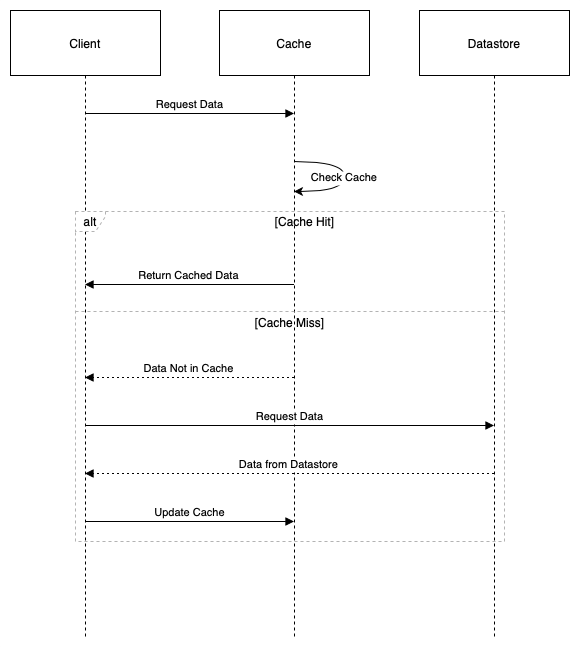 Client
Cache
Datastore
Request Data
Check Cache
alt
[Cache Hit]
Return Cached Data
[Cache Miss]
Data Not in Cache
Request Data
Data from Datastore
Update Cache